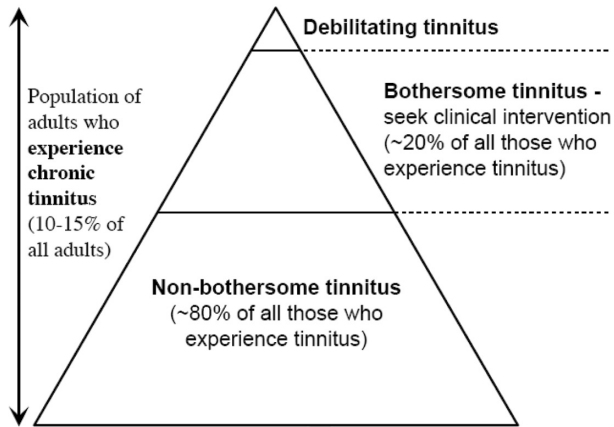 Debilitating tinnitus
Population of
adults who
experience
chronic
tinnitus
(10-15% of
all adults)
Bothersome tinnitus -
seek clinical intervention
(~20% of all those who
experience tinnitus)
Non-bothersome tinnitus
(~80% of all those who
experience tinnitus)